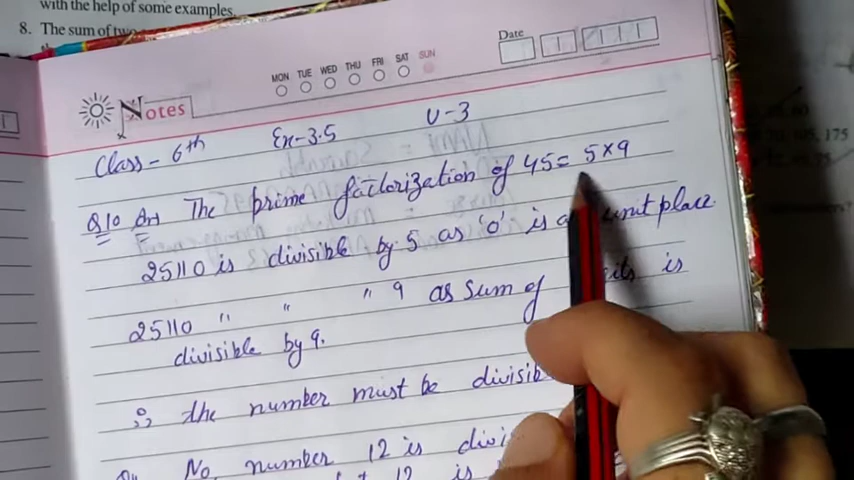 with the help of some examples.
8. The sum of two
Date
MON TUE WED THU FRI SAT SUN
Notes
Class - 6th Ex-3.5 U-3
Q10 The prime factorization of 45 = 5×9
25110 is divisible by 5 as '0' is unit place.
25110 " " " 9 as sum of is
divisible by 9.
∴ the number must be
No, number 12 is
12 is
175